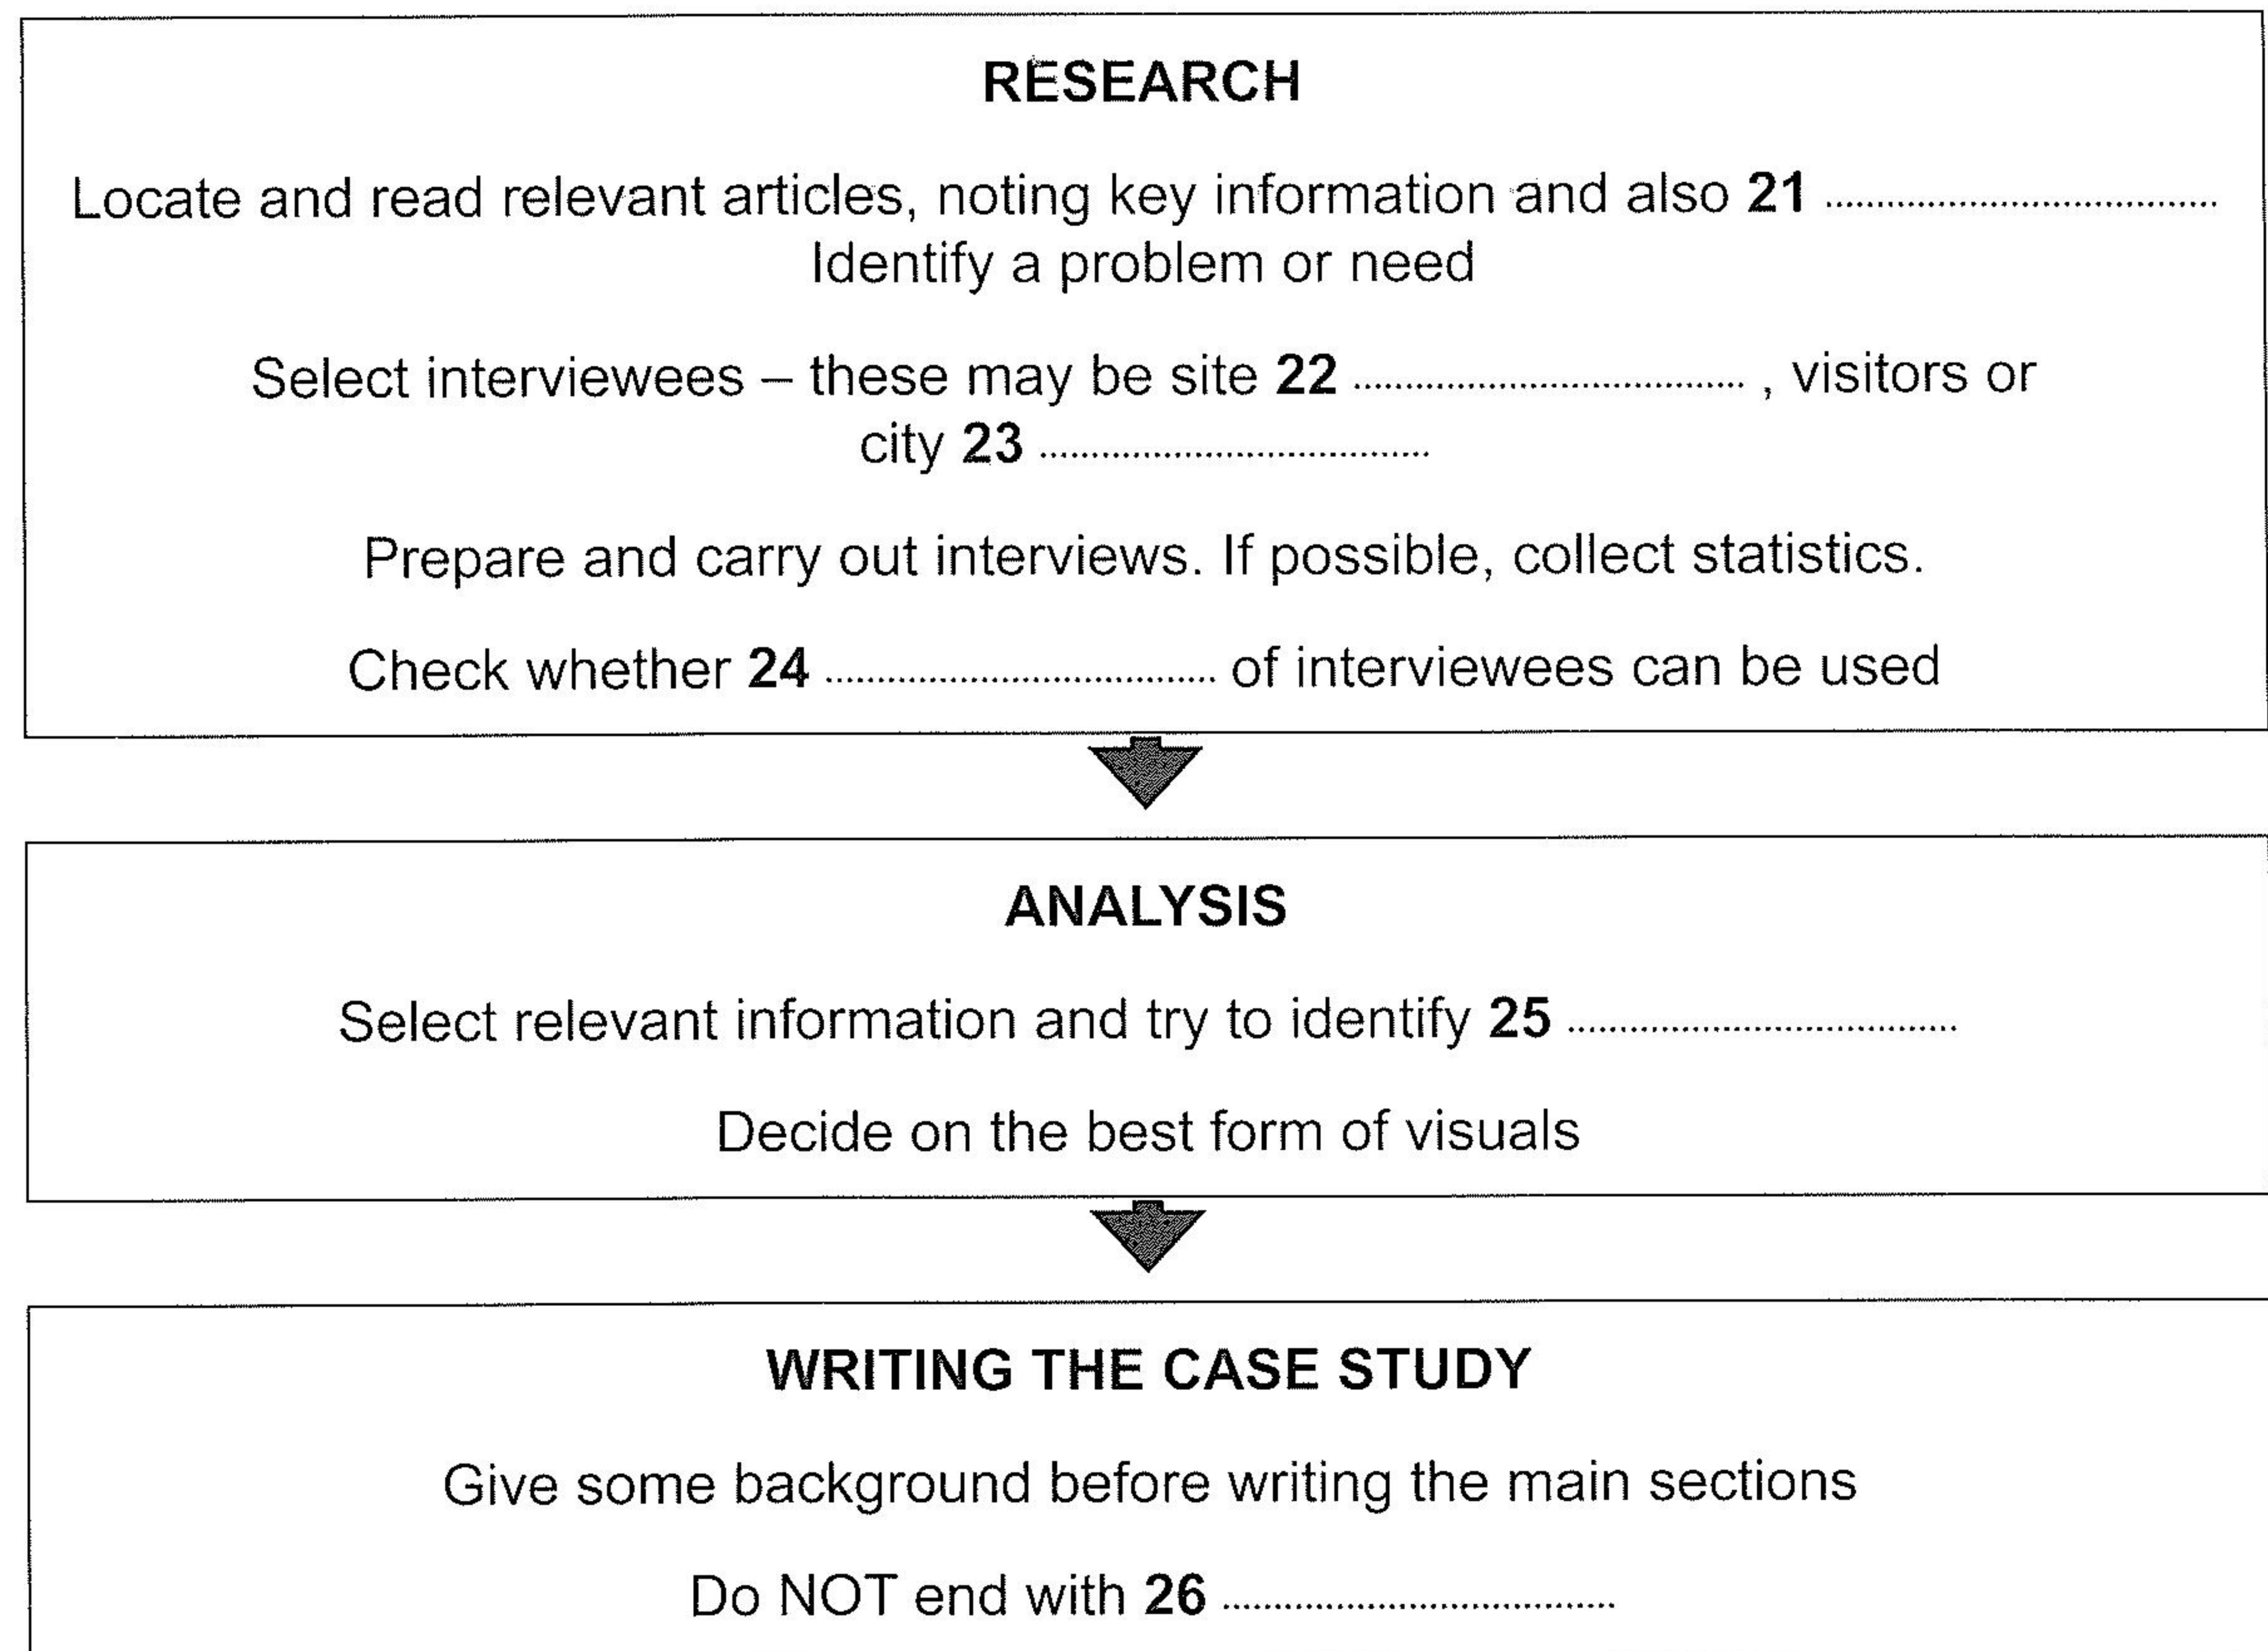 RESEARCH
Locate and read relevant articles, noting key information and also 21 ........................................
Identify a problem or need
Select interviewees – these may be site 22 ........................................ , visitors or
city 23 ........................................
Prepare and carry out interviews. If possible, collect statistics.
Check whether 24 ........................................ of interviewees can be used
ANALYSIS
Select relevant information and try to identify 25 ........................................
Decide on the best form of visuals
WRITING THE CASE STUDY
Give some background before writing the main sections
Do NOT end with 26 ........................................